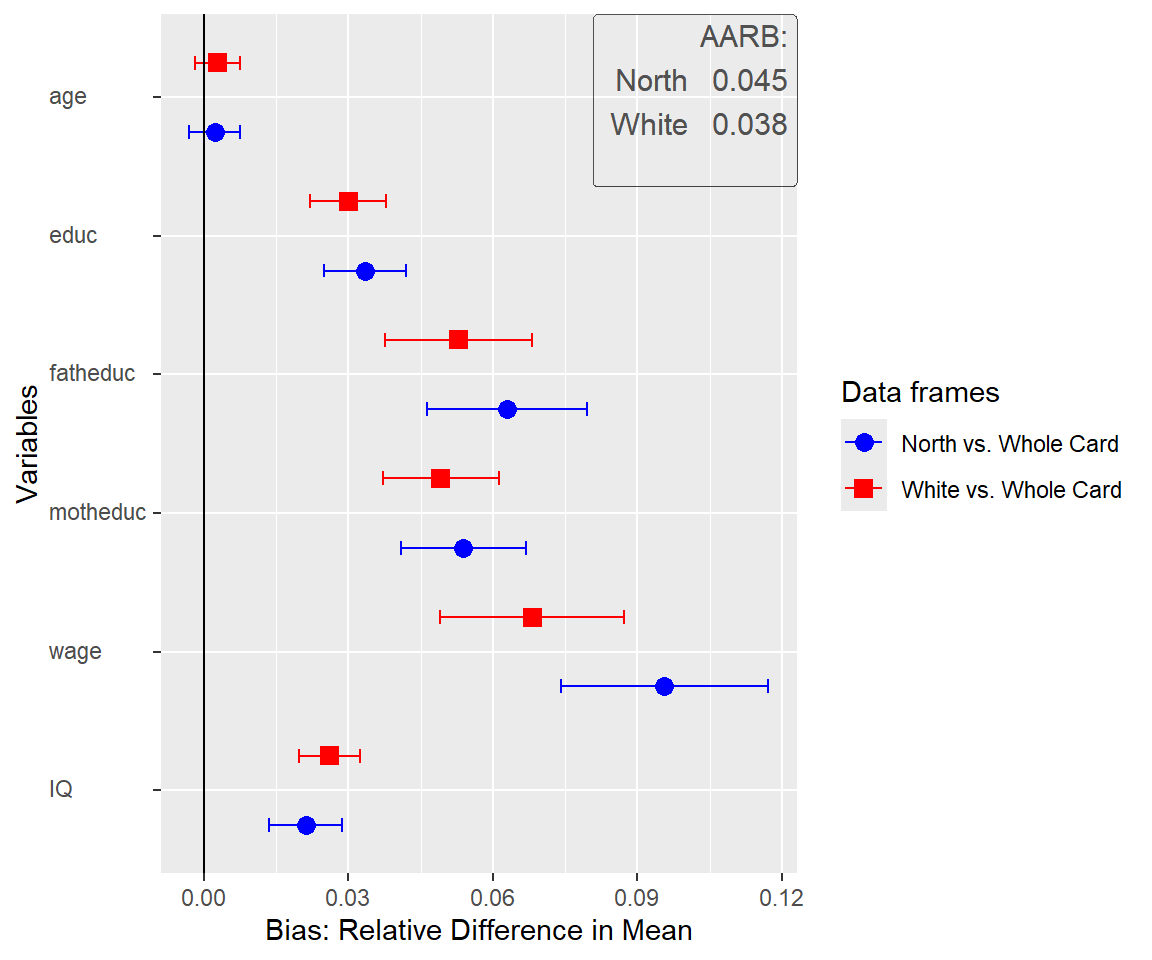 AARB:
North 0.045
White 0.038
age
educ
fatheduc
motheduc
wage
IQ
Variables
0.00 0.03 0.06 0.09 0.12
Bias: Relative Difference in Mean
Data frames
North vs. Whole Card
White vs. Whole Card